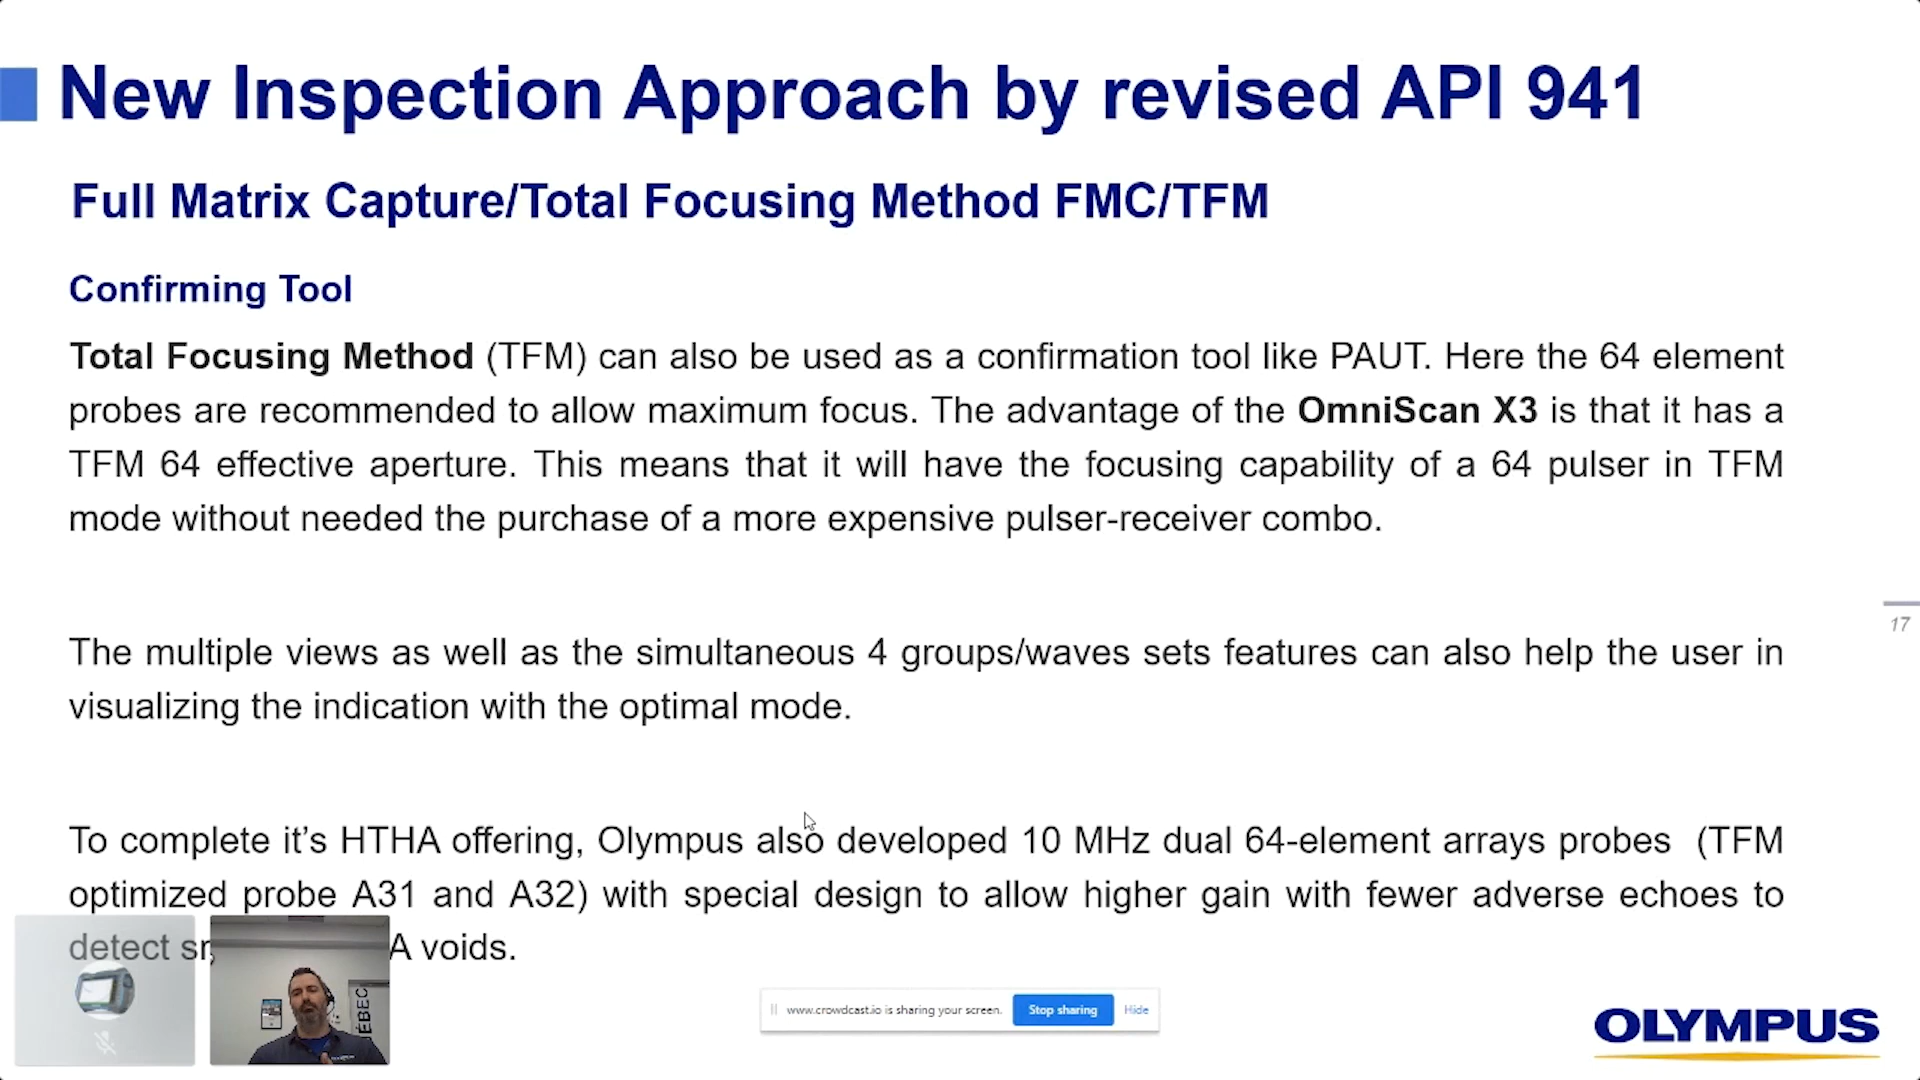 New Inspection Approach by revised API 941
Full Matrix Capture/Total Focusing Method FMC/TFM
Confirming Tool
Total Focusing Method (TFM) can also be used as a confirmation tool like PAUT. Here the 64 element
probes are recommended to allow maximum focus. The advantage of the OmniScan X3 is that it has a
TFM 64 effective aperture. This means that it will have the focusing capability of a 64 pulser in TFM
mode without needed the purchase of a more expensive pulser-receiver combo.
The multiple views as well as the simultaneous 4 groups/waves sets features can also help the user in
visualizing the indication with the optimal mode.
17
To complete it’s HTHA offering, Olympus also developed 10 MHz dual 64-element arrays probes (TFM
optimized probe A31 and A32) with special design to allow higher gain with fewer adverse echoes to
detect A voids.
ÉBEC
www.crowdcast.io is sharing your screen. Stop sharing Hide
OLYMPUS